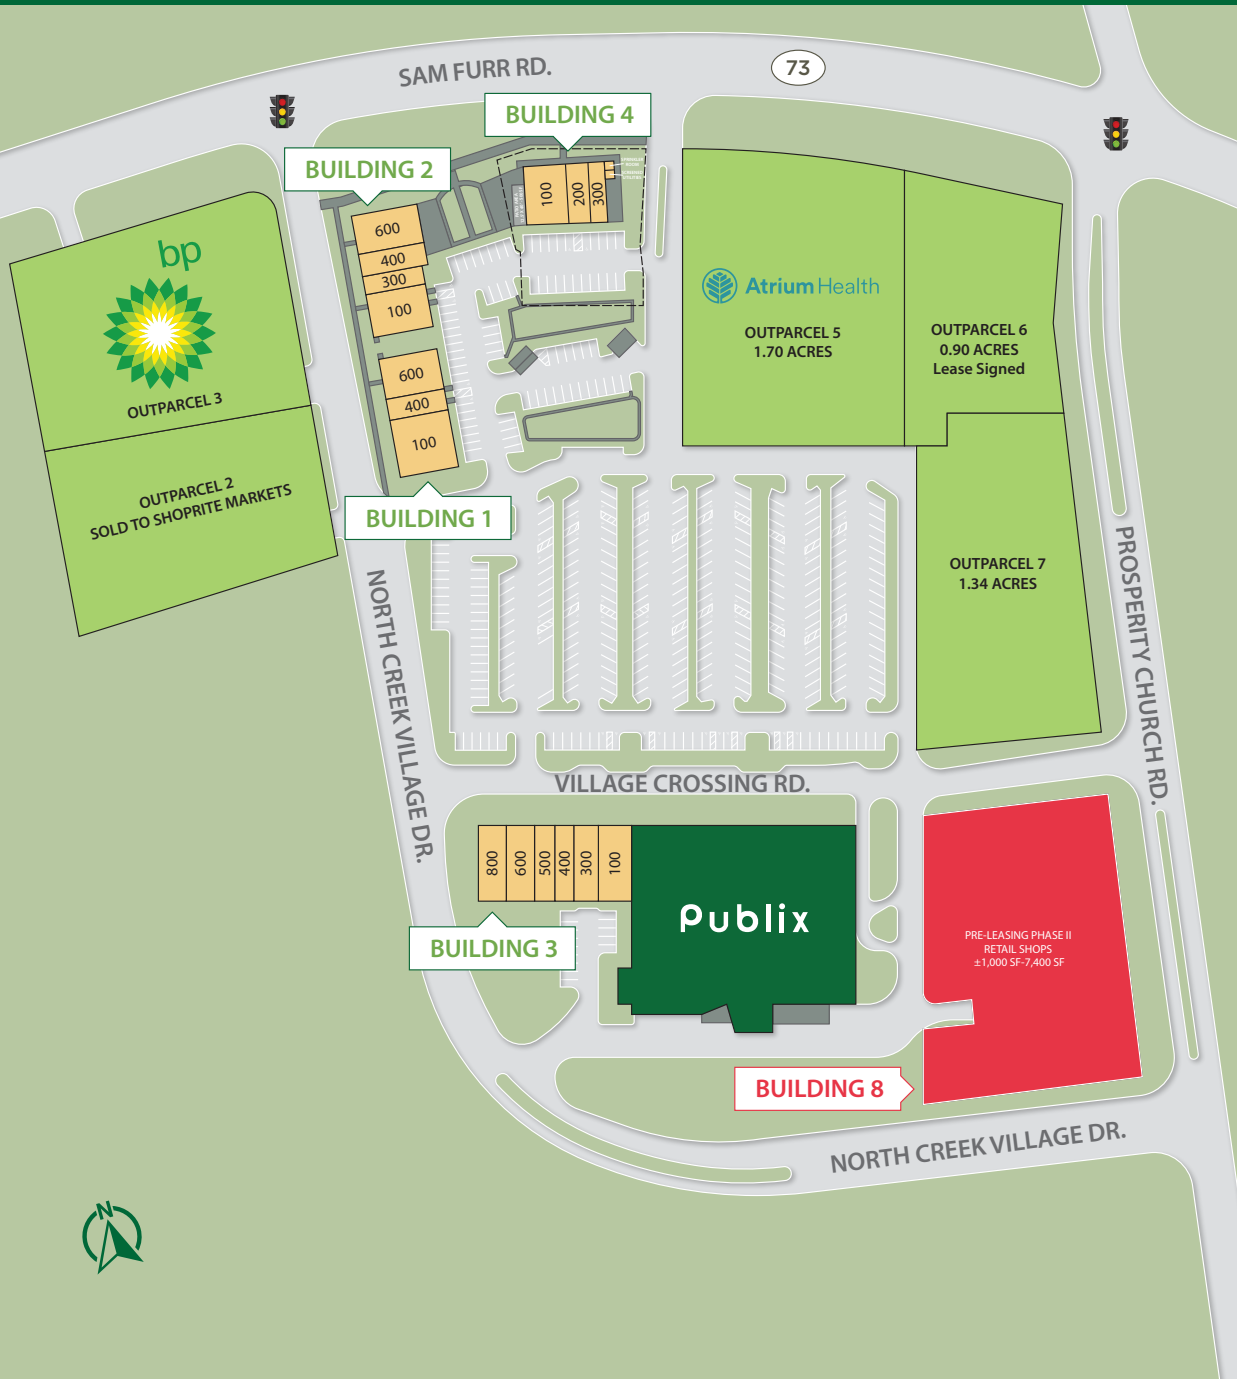 SAM FURR RD.
73
BUILDING 4
BUILDING 2
100
200
300
600
400
300
100
bp
OUTPARCEL 3
Atrium Health
OUTPARCEL 5
1.70 ACRES
OUTPARCEL 6
0.90 ACRES
Lease Signed
600
400
100
OUTPARCEL 2
SOLD TO SHOPRITE MARKETS
BUILDING 1
OUTPARCEL 7
1.34 ACRES
NORTH CREEK VILLAGE DR.
PROSPERITY CHURCH RD.
VILLAGE CROSSING RD.
800
600
500
400
300
100
Publix
BUILDING 3
PRE-LEASING PHASE II
RETAIL SHOPS
±1,000 SF-7,400 SF
BUILDING 8
NORTH CREEK VILLAGE DR.
N